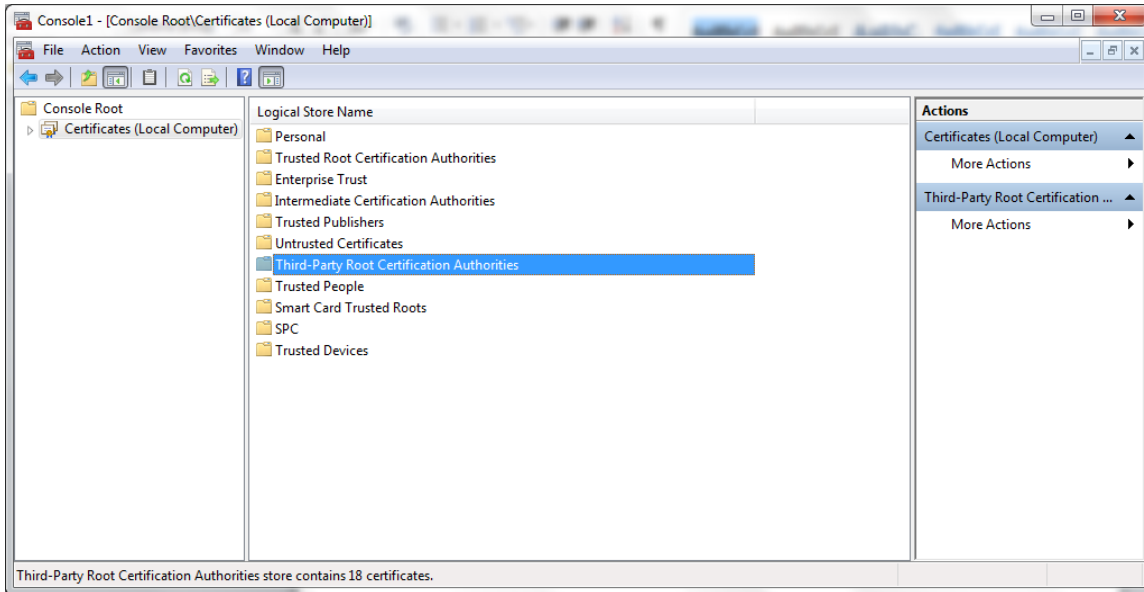 Console1 - [Console Root\Certificates (Local Computer)]
File Action View Favorites Window Help
Console Root
Certificates (Local Computer)
Logical Store Name
Personal
Trusted Root Certification Authorities
Enterprise Trust
Intermediate Certification Authorities
Trusted Publishers
Untrusted Certificates
Third-Party Root Certification Authorities
Trusted People
Smart Card Trusted Roots
SPC
Trusted Devices
Actions
Certificates (Local Computer)
More Actions
Third-Party Root Certification ...
More Actions
Third-Party Root Certification Authorities store contains 18 certificates.